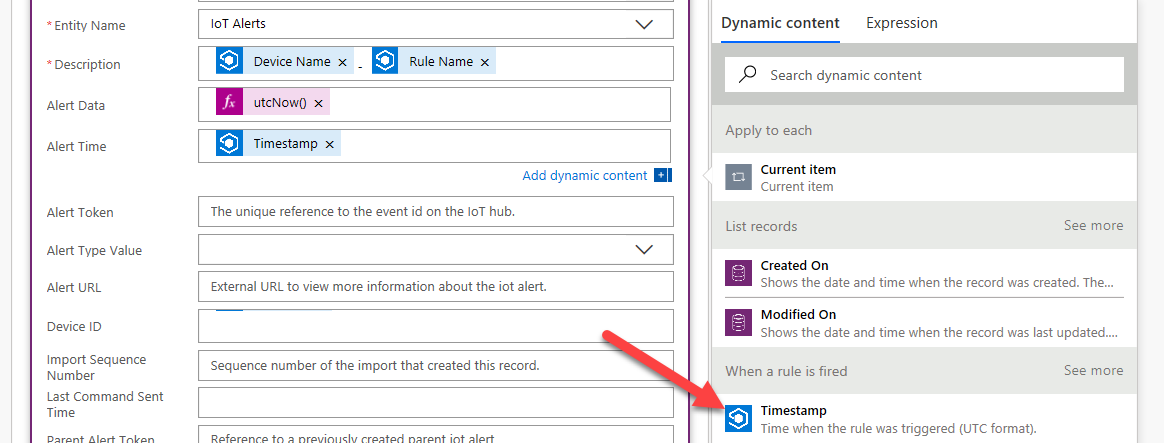 * Entity Name
IoT Alerts
* Description
Device Name × - Rule Name ×
Alert Data
fx utcNow() ×
Alert Time
Timestamp ×
Add dynamic content +
Alert Token
The unique reference to the event id on the IoT hub.
Alert Type Value
Alert URL
External URL to view more information about the iot alert.
Device ID
Import Sequence
Number
Sequence number of the import that created this record.
Last Command Sent
Time
Parent Alert Token
Reference to a previously created parent iot alert
Dynamic content
Expression
Search dynamic content
Apply to each
Current item
Current item
List records
See more
Created On
Shows the date and time when the record was created. The...
Modified On
Shows the date and time when the record was last updated....
When a rule is fired
See more
Timestamp
Time when the rule was triggered (UTC format).